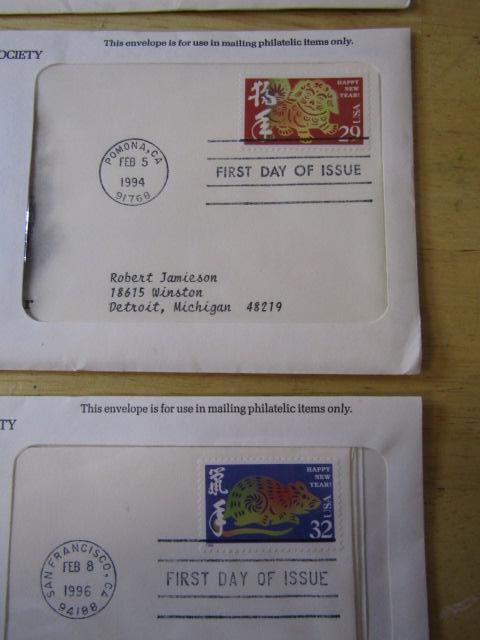 OCIETY
This envelope is for use in mailing philatelic items only.
狗年
HAPPY
NEW
YEAR!
USA
29
POMONA, CA
FEB 5
1994
91768
FIRST DAY OF ISSUE
Robert Jamieson
18615 Winston
Detroit, Michigan 48219
TY
This envelope is for use in mailing philatelic items only.
鼠年
HAPPY
NEW
YEAR!
USA
32
SAN FRANCISCO, CA
FEB 8
1996
94188
FIRST DAY OF ISSUE